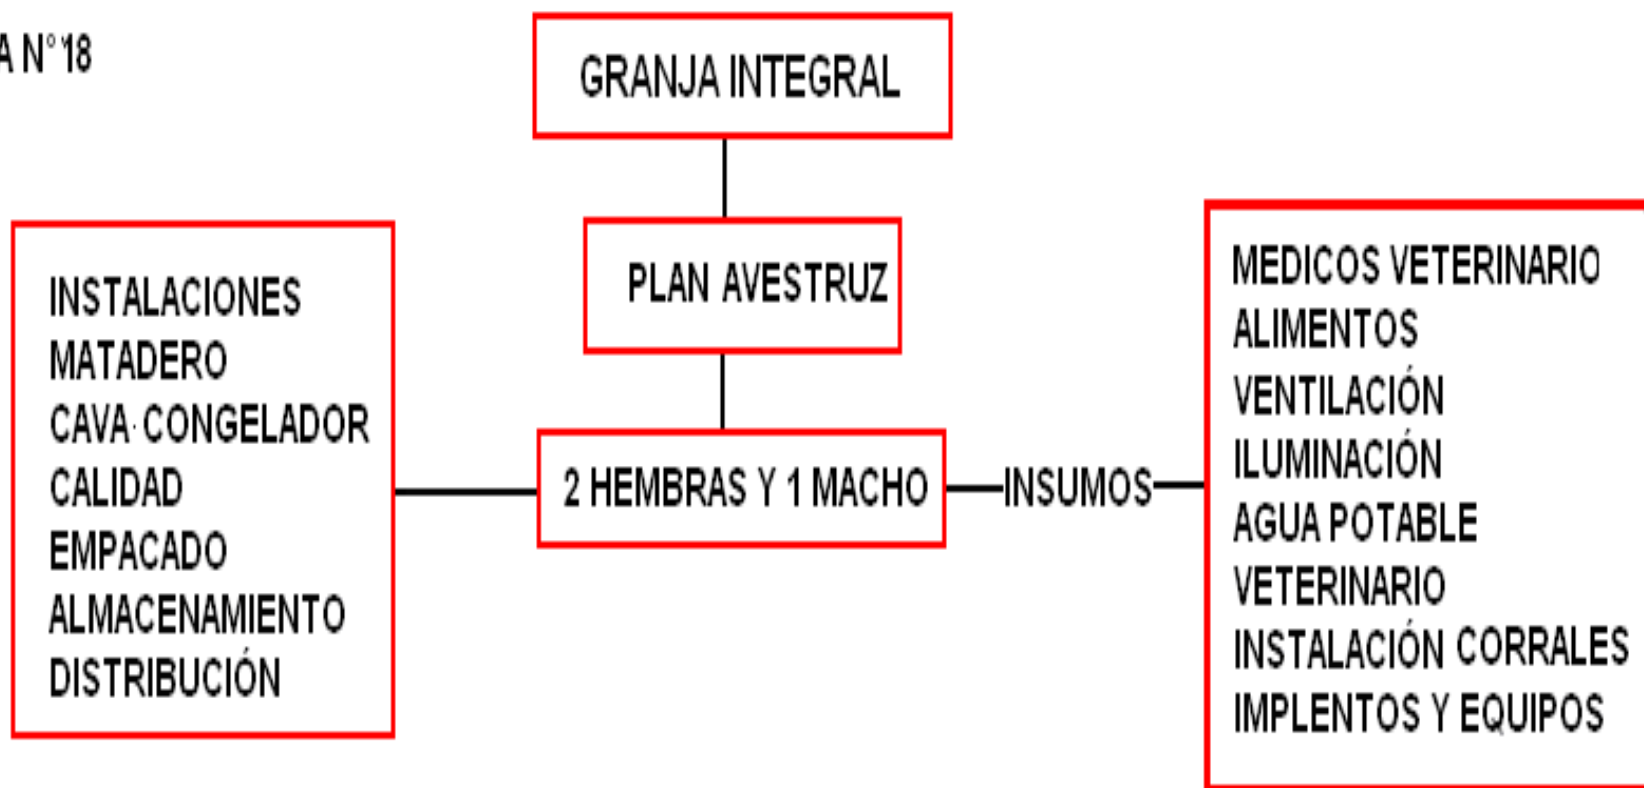 A N° 18
GRANJA INTEGRAL
PLAN AVESTRUZ
INSTALACIONES
MATADERO
CAVA-CONGELADOR
CALIDAD
EMPACADO
ALMACENAMIENTO
DISTRIBUCIÓN
2 HEMBRAS Y 1 MACHO
INSUMOS
MEDICOS VETERINARIO
ALIMENTOS
VENTILACIÓN
ILUMINACIÓN
AGUA POTABLE
VETERINARIO
INSTALACIÓN CORRALES
IMPLENTOS Y EQUIPOS